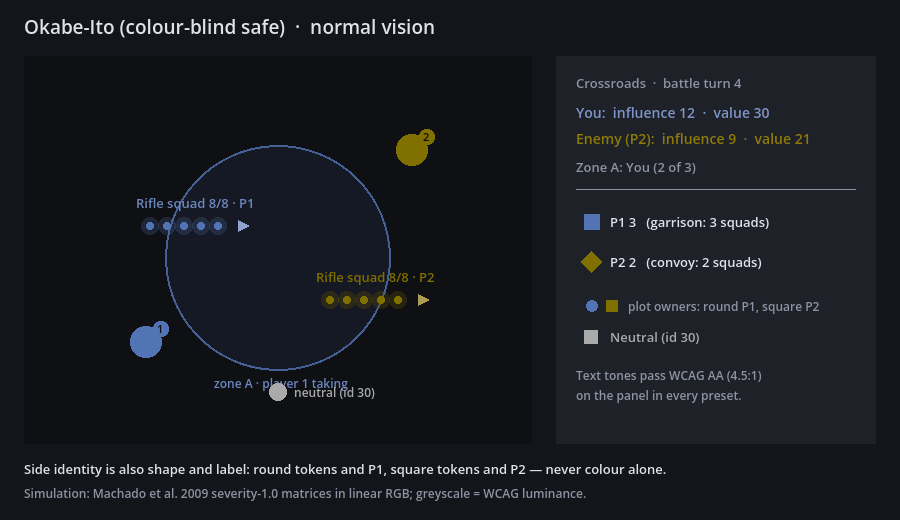 Okabe-Ito (colour-blind safe) · normal vision
2
Rifle squad 8/8 · P1
Rifle squad 8/8 · P2
1
zone A · player 1 taking
neutral (id 30)
Crossroads · battle turn 4
You: influence 12 · value 30
Enemy (P2): influence 9 · value 21
Zone A: You (2 of 3)
P1 3 (garrison: 3 squads)
P2 2 (convoy: 2 squads)
plot owners: round P1, square P2
Neutral (id 30)
Text tones pass WCAG AA (4.5:1)
on the panel in every preset.
Side identity is also shape and label: round tokens and P1, square tokens and P2 — never colour alone.
Simulation: Machado et al. 2009 severity-1.0 matrices in linear RGB; greyscale = WCAG luminance.